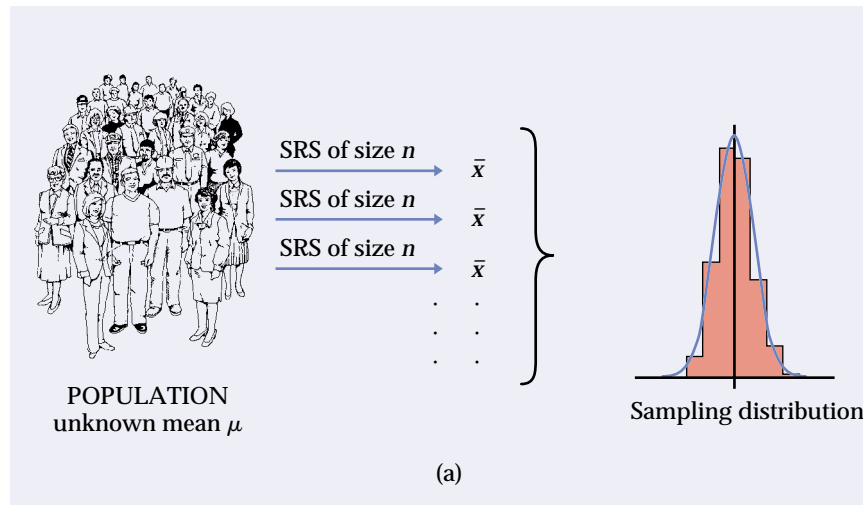 SRS of size n
x̄
SRS of size n
x̄
SRS of size n
x̄
. .
. .
. .
POPULATION
unknown mean μ
Sampling distribution
(a)